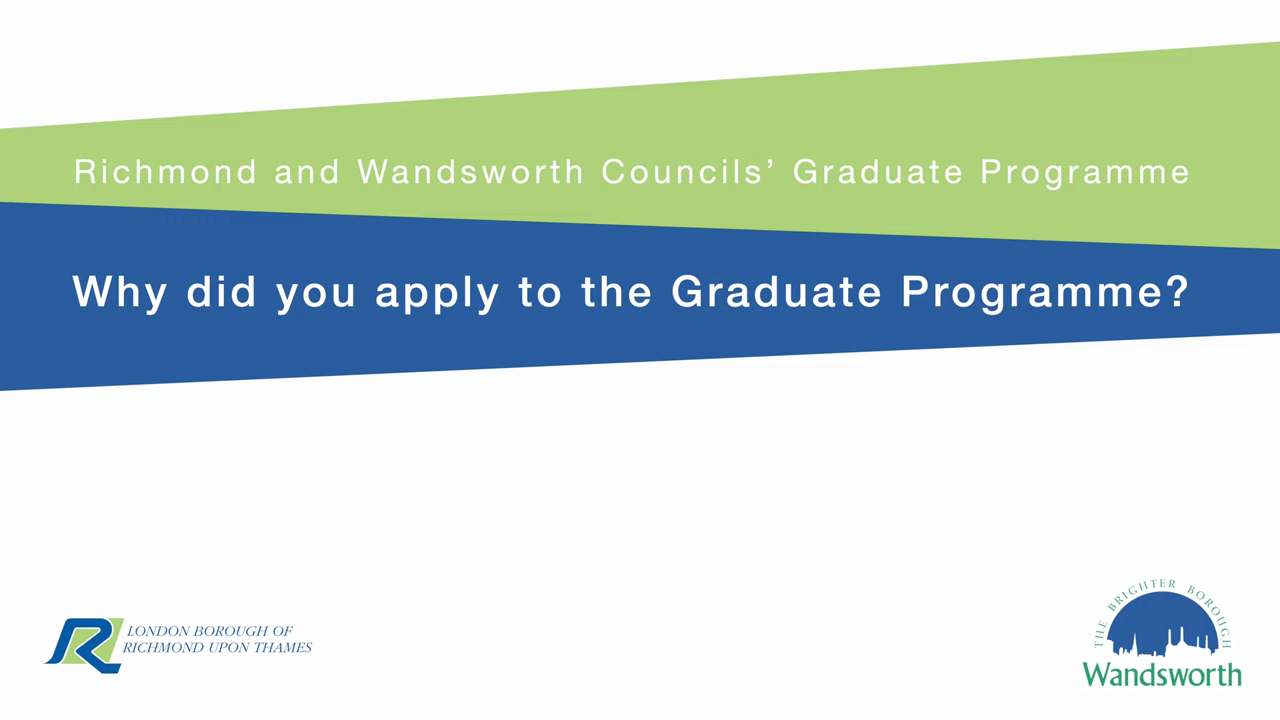 Richmond and Wandsworth Councils’ Graduate Programme
Why did you apply to the Graduate Programme?
LONDON BOROUGH OF
RICHMOND UPON THAMES
THE BRIGHTER BOROUGH
Wandsworth